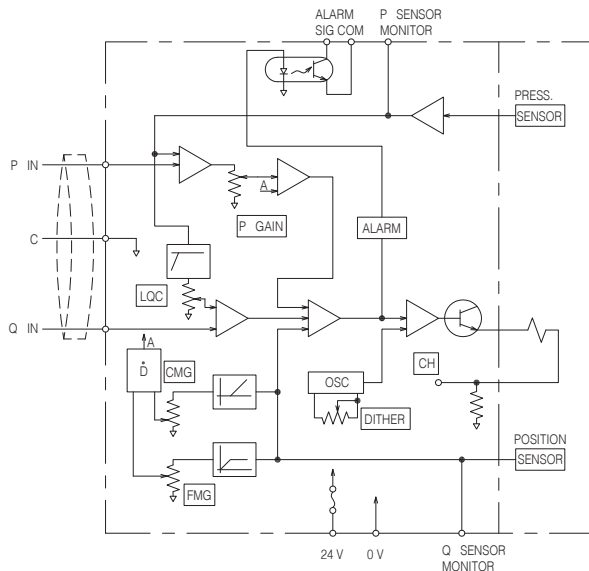 ALARM
SIG COM
P SENSOR
MONITOR
PRESS.
SENSOR
P IN
A
P GAIN
ALARM
C
LQC
Q IN
A
D
CMG
OSC
CH
DITHER
POSITION
SENSOR
FMG
24 V
0 V
Q SENSOR
MONITOR